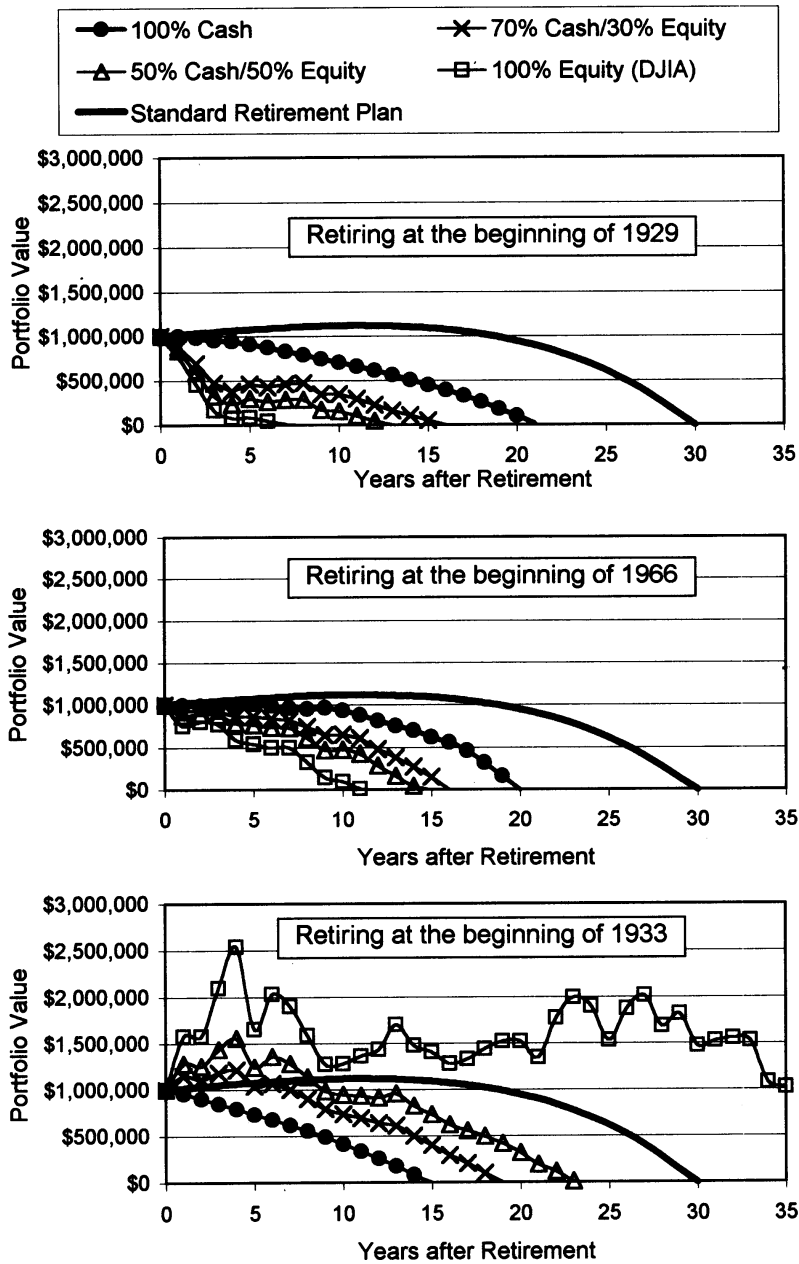 100% Cash 70% Cash/30% Equity
50% Cash/50% Equity 100% Equity (DJIA)
Standard Retirement Plan
$3,000,000
$2,500,000
$2,000,000
$1,500,000
$1,000,000
$500,000
$0
Portfolio Value
Retiring at the beginning of 1929
0 5 10 15 20 25 30 35
Years after Retirement
$3,000,000
$2,500,000
$2,000,000
$1,500,000
$1,000,000
$500,000
$0
Portfolio Value
Retiring at the beginning of 1966
0 5 10 15 20 25 30 35
Years after Retirement
$3,000,000
$2,500,000
$2,000,000
$1,500,000
$1,000,000
$500,000
$0
Portfolio Value
Retiring at the beginning of 1933
0 5 10 15 20 25 30 35
Years after Retirement